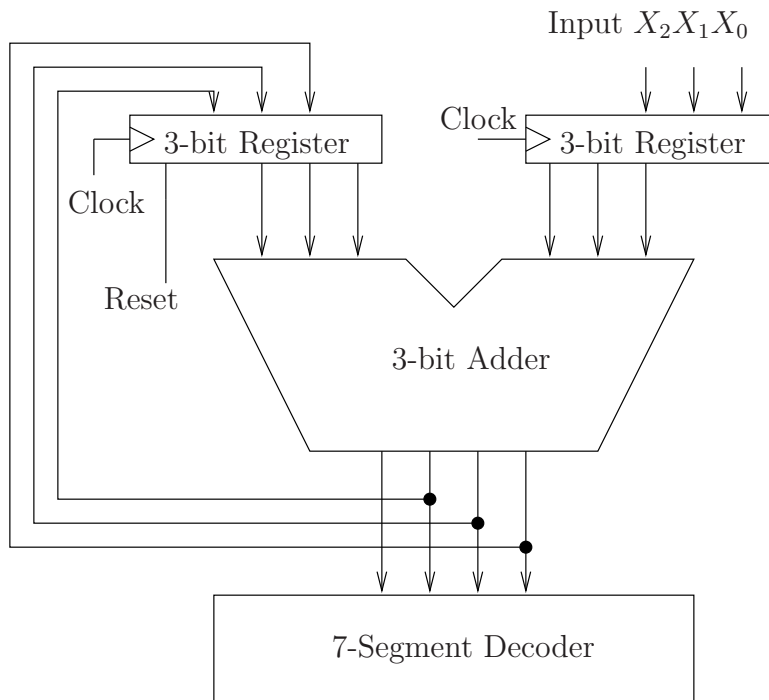 Input X₂X₁X₀
Clock
3-bit Register
3-bit Register
Clock
Reset
3-bit Adder
7-Segment Decoder